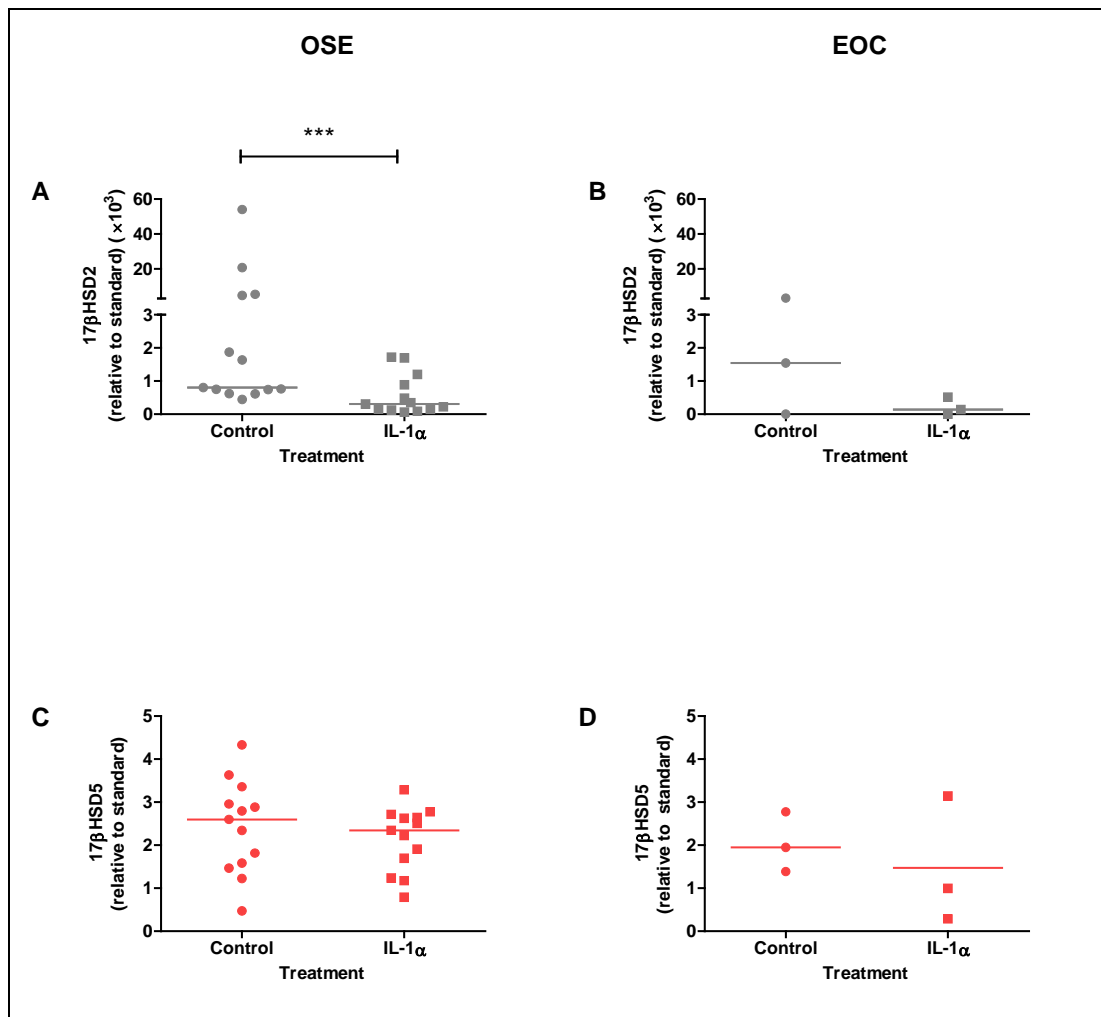 OSE
EOC
***
A
17βHSD2
(relative to standard) (×10³)
60
40
20
3
2
1
0
Control
IL-1α
Treatment
B
17βHSD2
(relative to standard) (×10³)
60
40
20
3
2
1
0
Control
IL-1α
Treatment
C
17βHSD5
(relative to standard)
5
4
3
2
1
0
Control
IL-1α
Treatment
D
17βHSD5
(relative to standard)
5
4
3
2
1
0
Control
IL-1α
Treatment